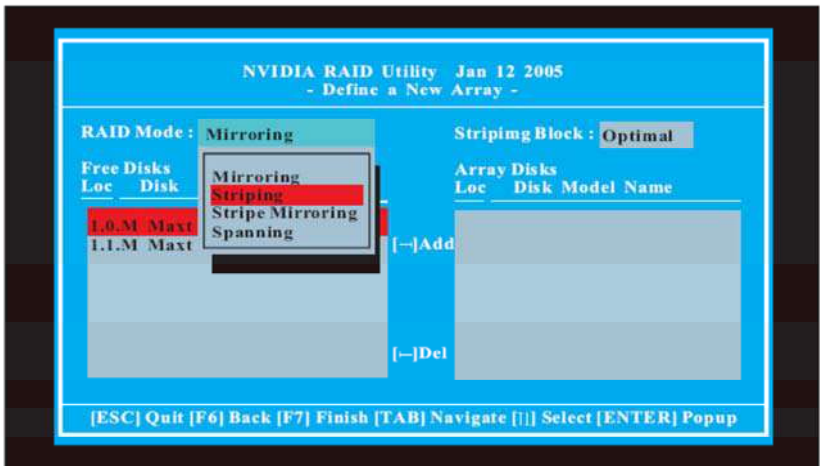 NVIDIA RAID Utility Jan 12 2005
- Define a New Array -
RAID Mode : Mirroring
Stripimg Block : Optimal
Free Disks
Loc Disk
Array Disks
Loc Disk Model Name
Mirroring
Striping
Stripe Mirroring
Spanning
1.0.M Maxt
1.1.M Maxt
[→]Add
[←]Del
[ESC] Quit [F6] Back [F7] Finish [TAB] Navigate [↑↓] Select [ENTER] Popup